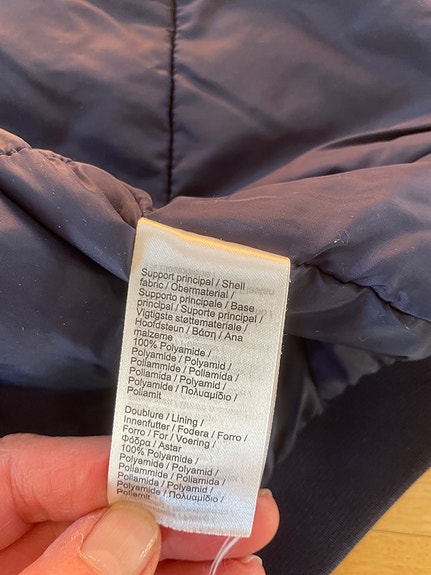 Support principal / Shell
fabric / Obermaterial /
Supporto principale / Base
principal / Suporte principal /
Vigtigste støttemateriale /
Hoofdsteun / Βάση / Ana
malzeme
100% Polyamide /
Polyamide / Polyamid /
Poliammide / Poliamida /
Poliamida / Polyamid /
Polyamide / Πολυαμίδιο /
Poliamit
Doublure / Lining /
Innenfutter / Fodera / Forro /
Forro / For / Voering /
Φόδρα / Astar
100% Polyamide /
Polyamide / Polyamid /
Poliammide / Poliamida /
Poliamida / Polyamid /
Polyamide / Πολυαμίδιο /
Poliamit